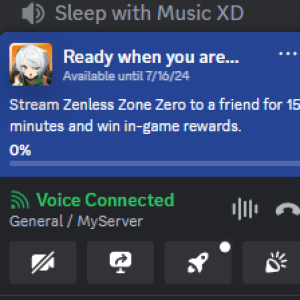 Sleep with Music XD
Ready when you are...
Available until 7/16/24
Stream Zenless Zone Zero to a friend for 15
minutes and win in-game rewards.
0%
Voice Connected
General / MyServer